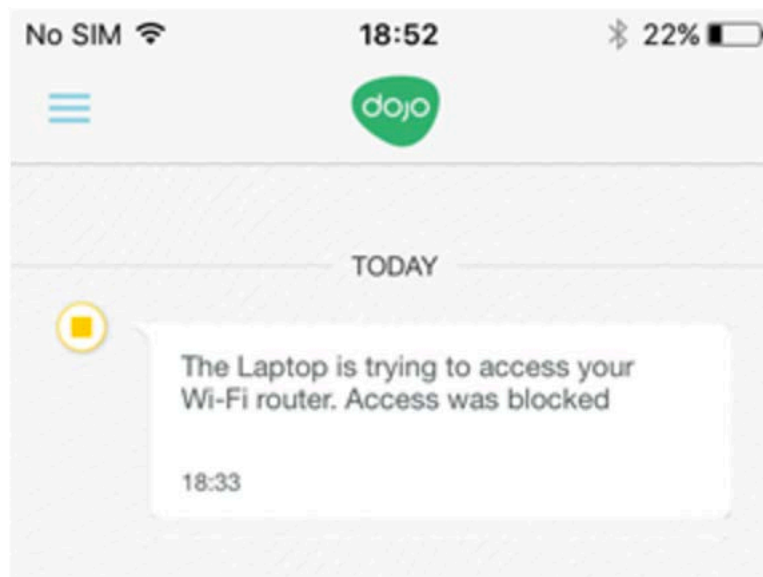 No SIM 18:52 22%
dojo
TODAY
The Laptop is trying to access your
Wi-Fi router. Access was blocked
18:33